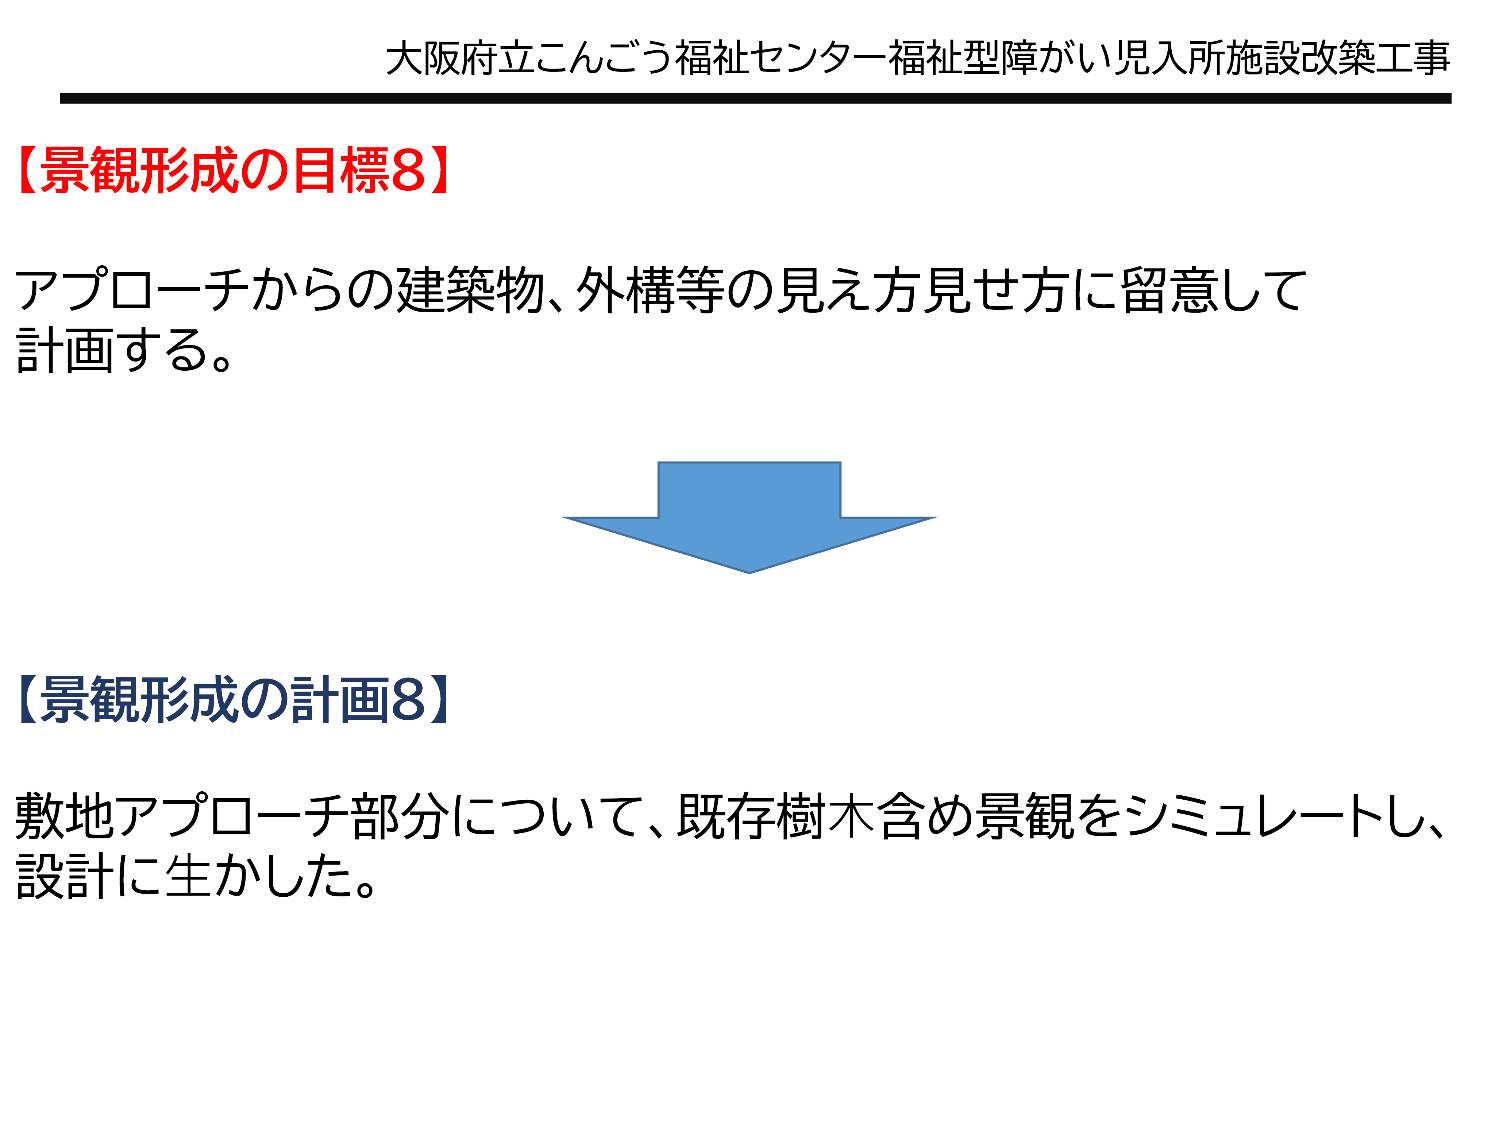 大阪府立こんごう福祉センター福祉型障がい児入所施設改築工事
【景観形成の目標８】
アプローチからの建築物、外構等の見え方見せ方に留意して
計画する。
【景観形成の計画８】
敷地アプローチ部分について、既存樹木含め景観をシミュレートし、
設計に生かした。